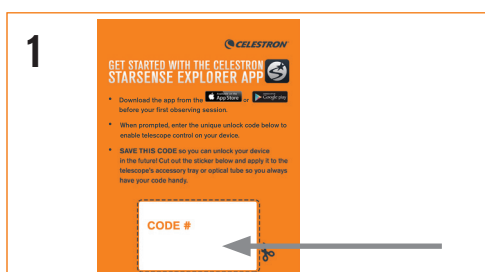 1
CELESTRON
GET STARTED WITH THE CELESTRON
STARSENSE EXPLORER APP
• Download the app from the App Store or Google play
before your first observing session.
• When prompted, enter the unique unlock code below to
enable telescope control on your device.
• SAVE THIS CODE so you can unlock your device
in the future! Cut out the sticker below and apply it to the
telescope's accessory tray or optical tube so you always
have your code handy.
CODE #